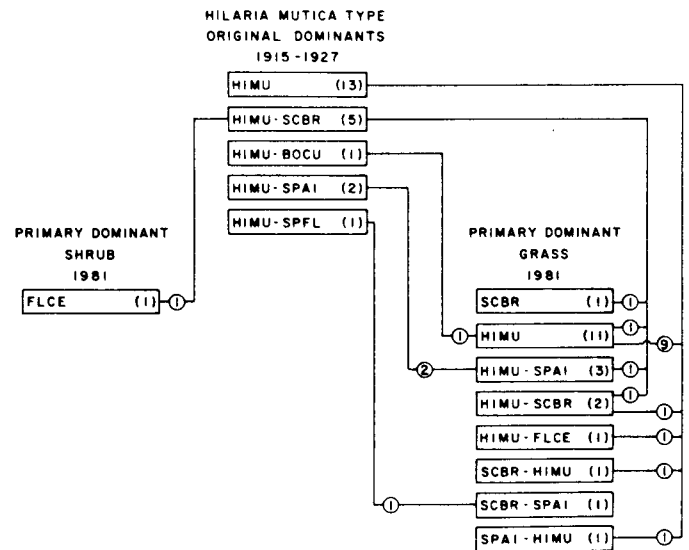 HILARIA MUTICA TYPE
ORIGINAL DOMINANTS
1915-1927
HIMU (13)
HIMU-SCBR (5)
HIMU-BOCU (1)
HIMU-SPAI (2)
HIMU-SPFL (1)
PRIMARY DOMINANT
SHRUB
1981
FLCE (1) 1
PRIMARY DOMINANT
GRASS
1981
SCBR (1) 1
1 HIMU (11) 1
9
2 HIMU-SPAI (3) 1
HIMU-SCBR (2) 1
1
HIMU-FLCE (1) 1
SCBR-HIMU (1) 1
1 SCBR-SPAI (1)
SPAI-HIMU (1) 1